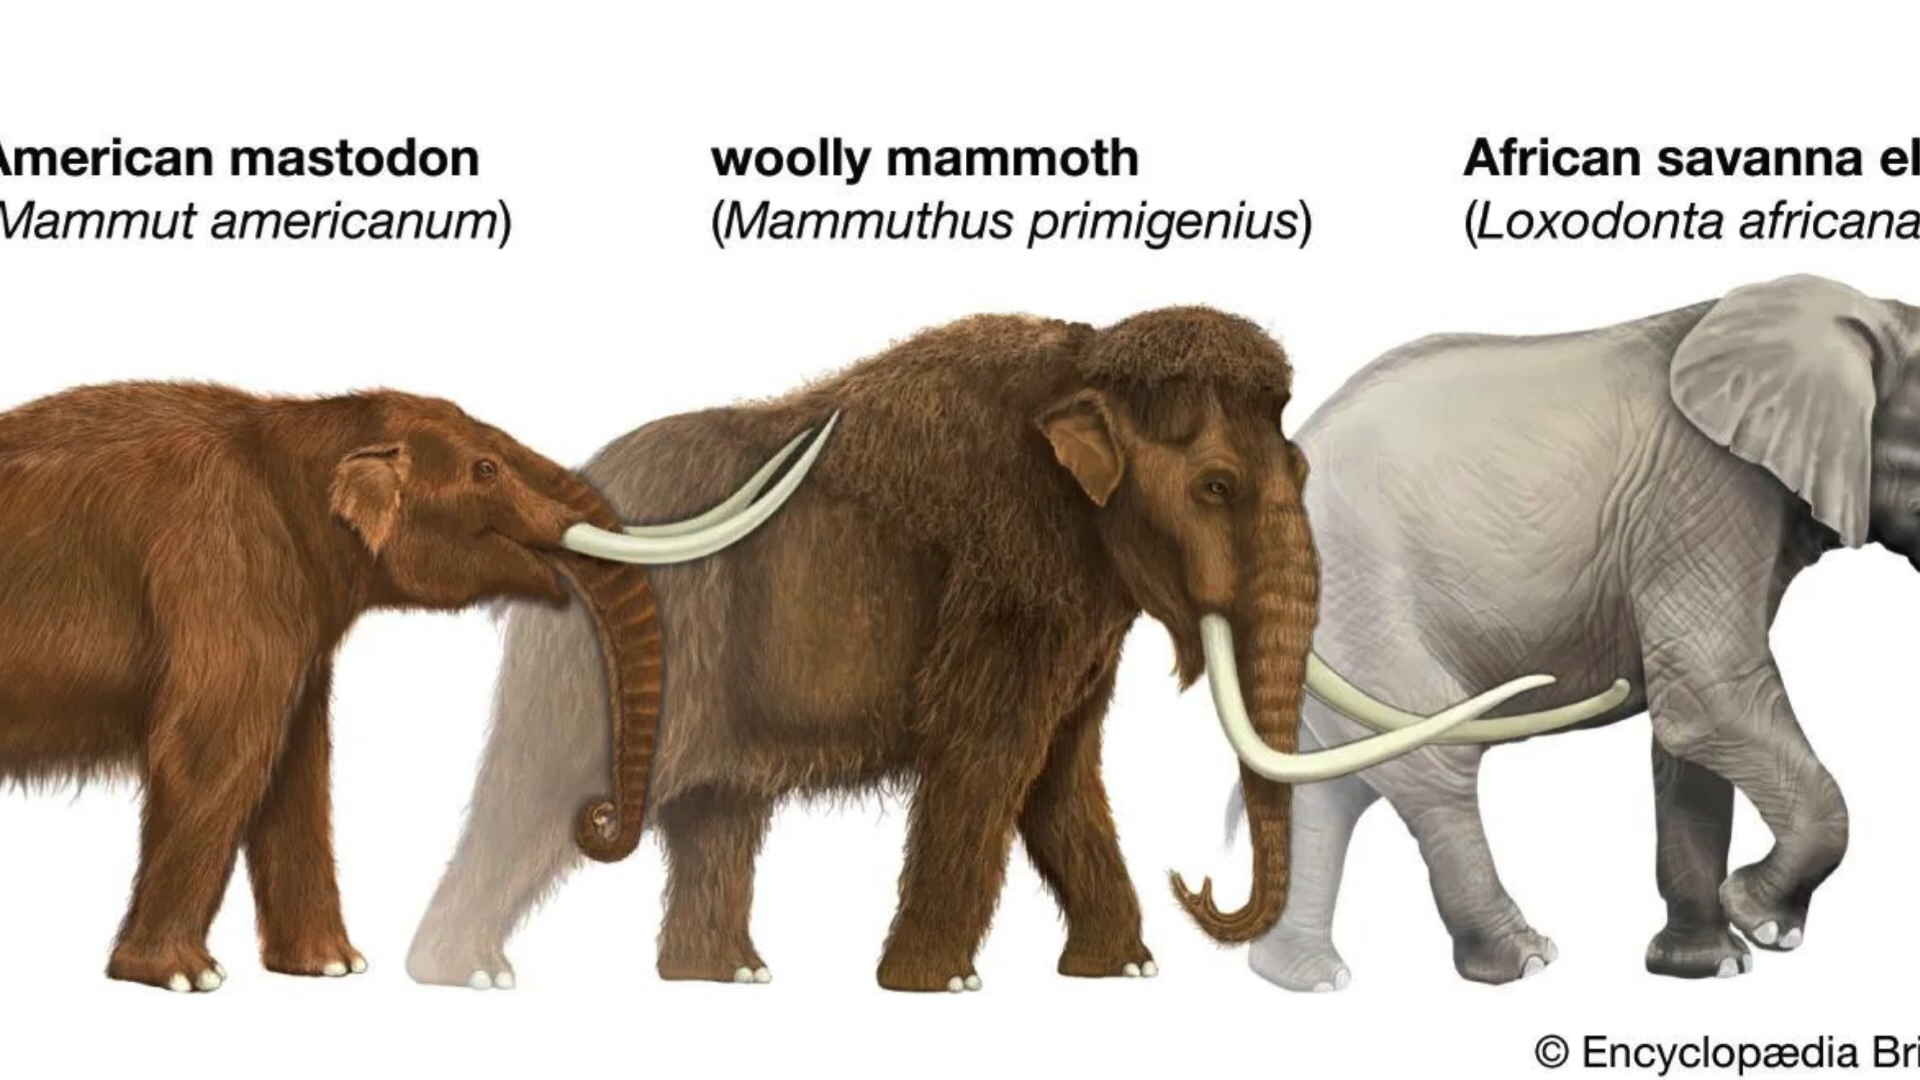 American mastodon
(Mammut americanum)
woolly mammoth
(Mammuthus primigenius)
African savanna el
(Loxodonta africana
© Encyclopædia Bri